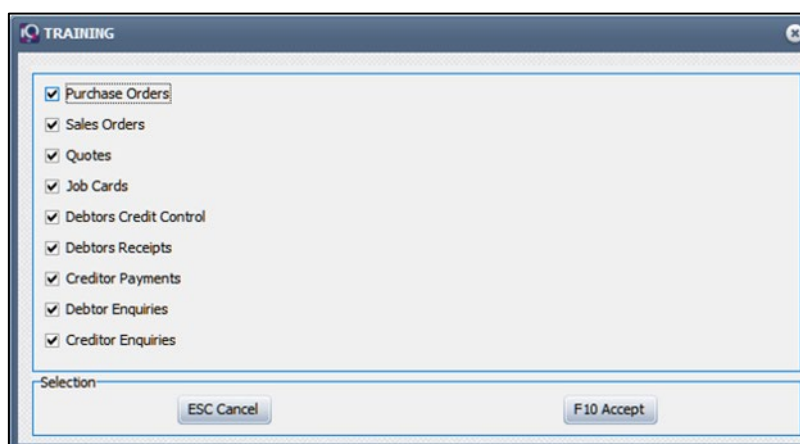 TRAINING
Purchase Orders
Sales Orders
Quotes
Job Cards
Debtors Credit Control
Debtors Receipts
Creditor Payments
Debtor Enquiries
Creditor Enquiries
Selection
ESC Cancel
F10 Accept